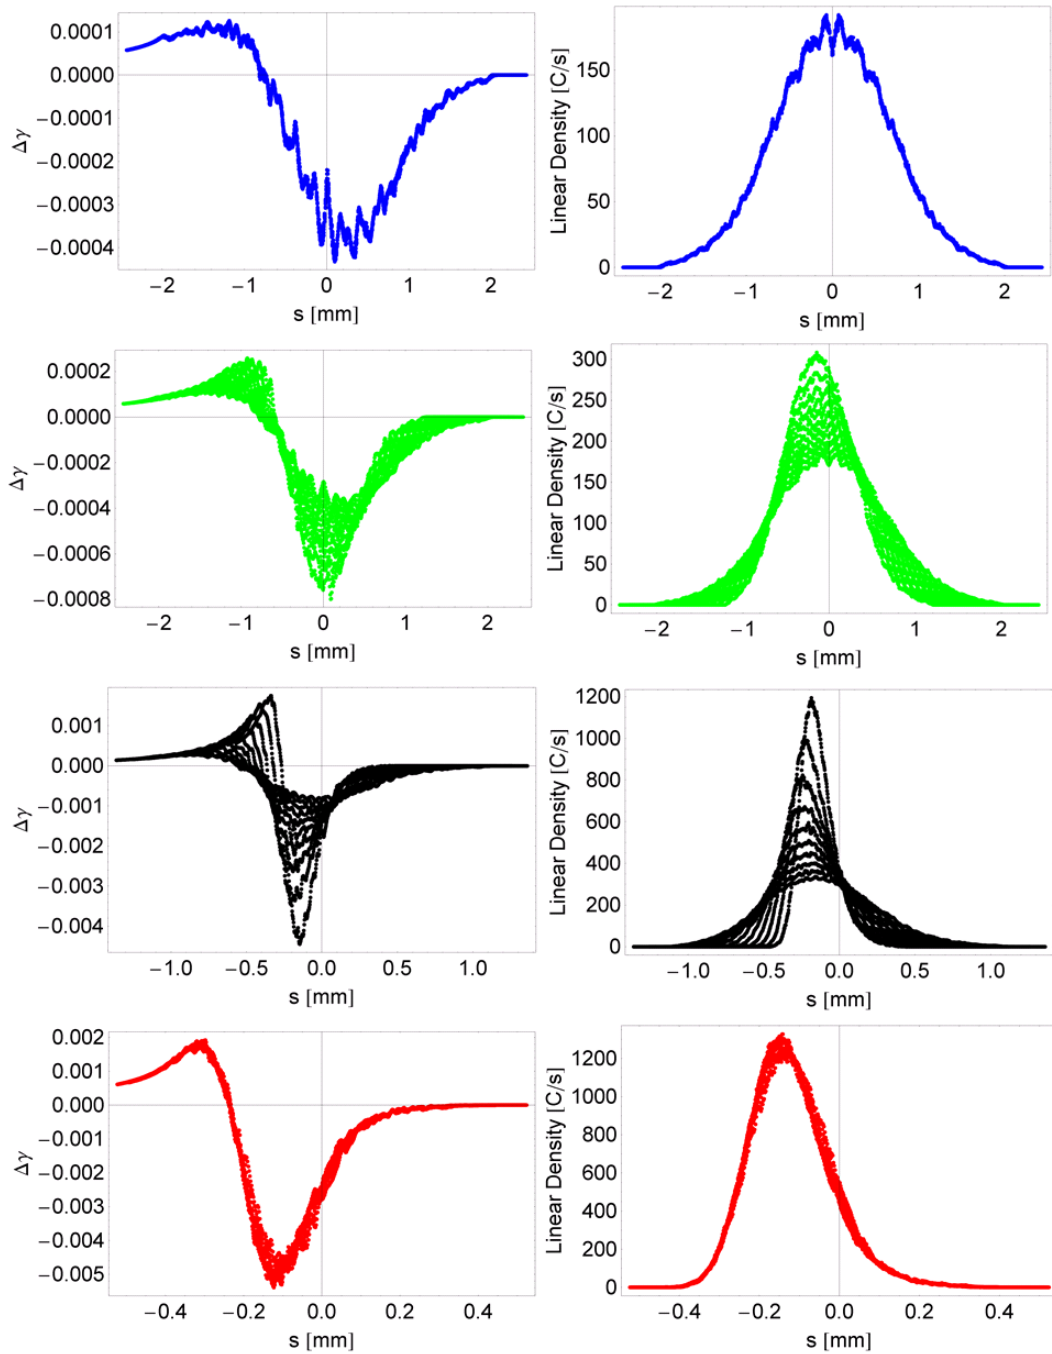 0.0001
0.0000
−0.0001
−0.0002
−0.0003
−0.0004
Δγ
−2 −1 0 1 2
s [mm]
150
100
50
0
Linear Density [C/s]
−2 −1 0 1 2
s [mm]
0.0002
0.0000
−0.0002
−0.0004
−0.0006
−0.0008
Δγ
−2 −1 0 1 2
s [mm]
300
250
200
150
100
50
0
Linear Density [C/s]
−2 −1 0 1 2
s [mm]
0.001
0.000
−0.001
−0.002
−0.003
−0.004
Δγ
−1.0 −0.5 0.0 0.5 1.0
s [mm]
1200
1000
800
600
400
200
0
Linear Density [C/s]
−1.0 −0.5 0.0 0.5 1.0
s [mm]
0.002
0.001
0.000
−0.001
−0.002
−0.003
−0.004
−0.005
Δγ
−0.4 −0.2 0.0 0.2 0.4
s [mm]
1200
1000
800
600
400
200
0
Linear Density [C/s]
−0.4 −0.2 0.0 0.2 0.4
s [mm]